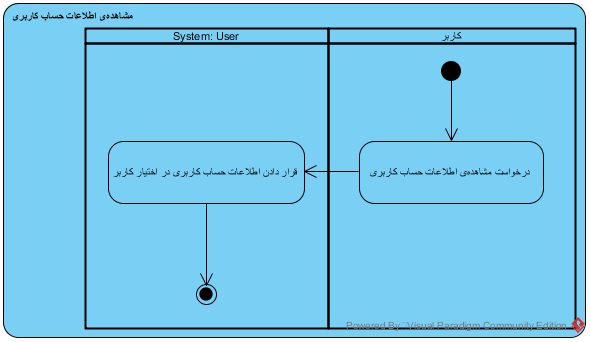 مشاهده‌ی اطلاعات حساب کاربری
System: User
کاربر
درخواست مشاهده‌ی اطلاعات حساب کاربری
قرار دادن اطلاعات حساب کاربری در اختیار کاربر
Powered By Visual Paradigm Community Edition